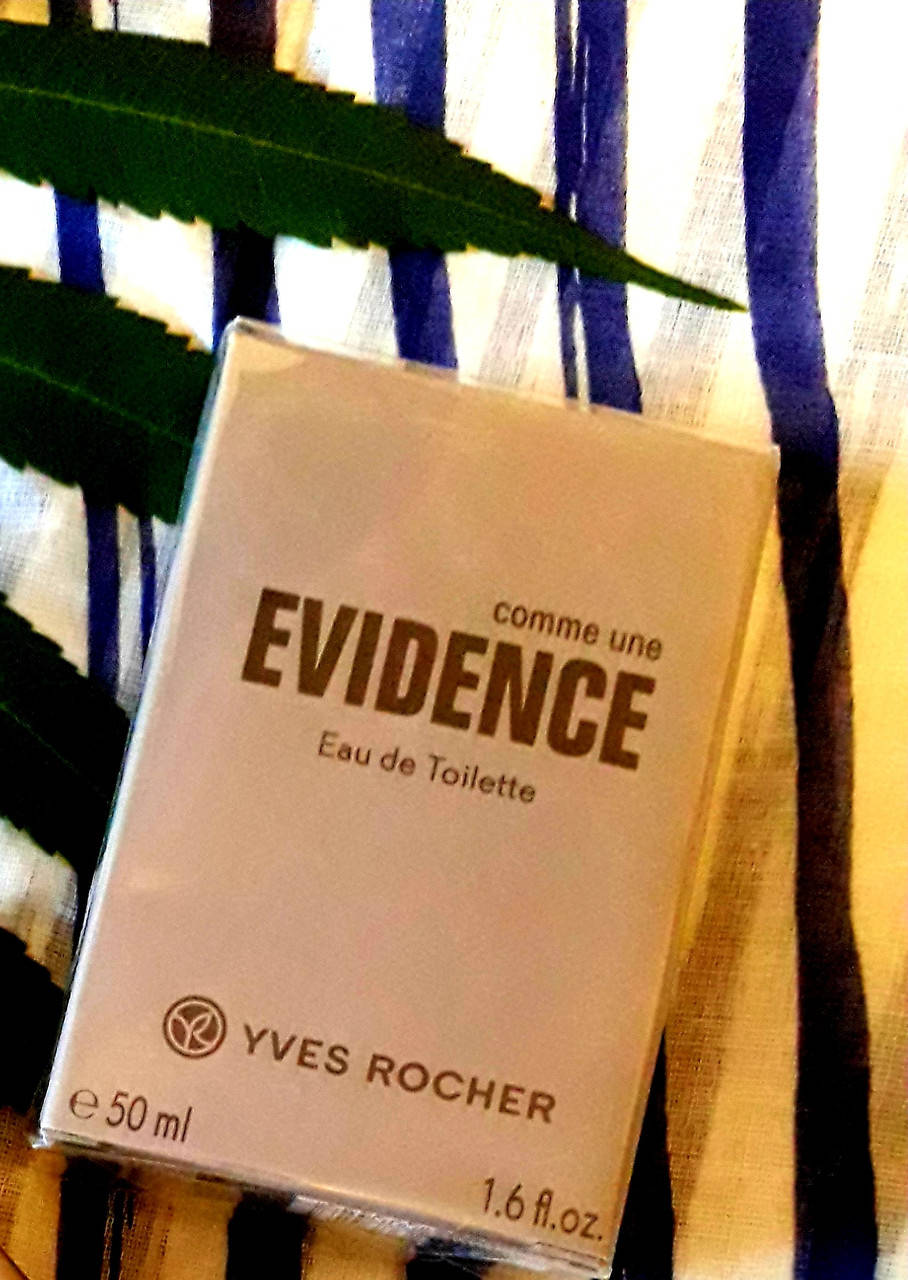 comme une
EVIDENCE
Eau de Toilette
YVES ROCHER
℮ 50 ml
1.6 fl.oz.